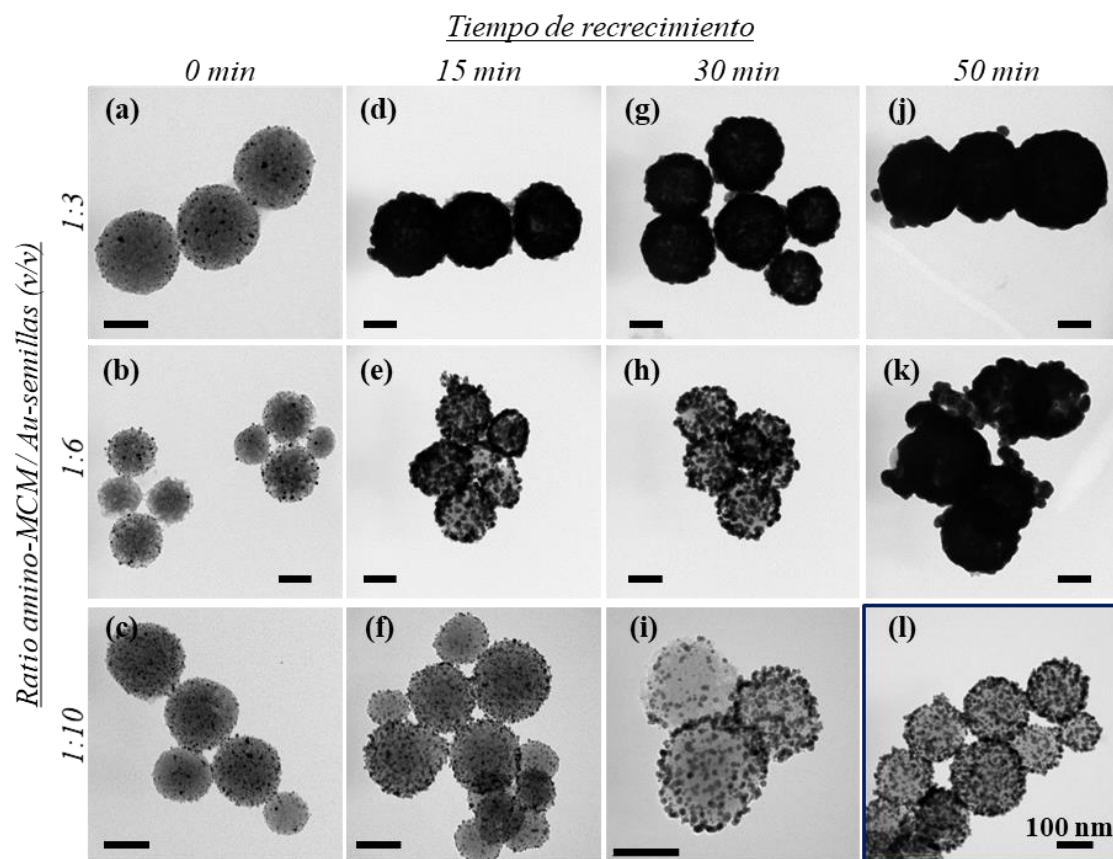 Tiempo de recrecimiento
0 min 15 min 30 min 50 min
Ratio amino-MCM / Au-semillas (v/v)
1:3
(a) (d) (g) (j)
1:6
(b) (e) (h) (k)
1:10
(c) (f) (i) (l)
100 nm